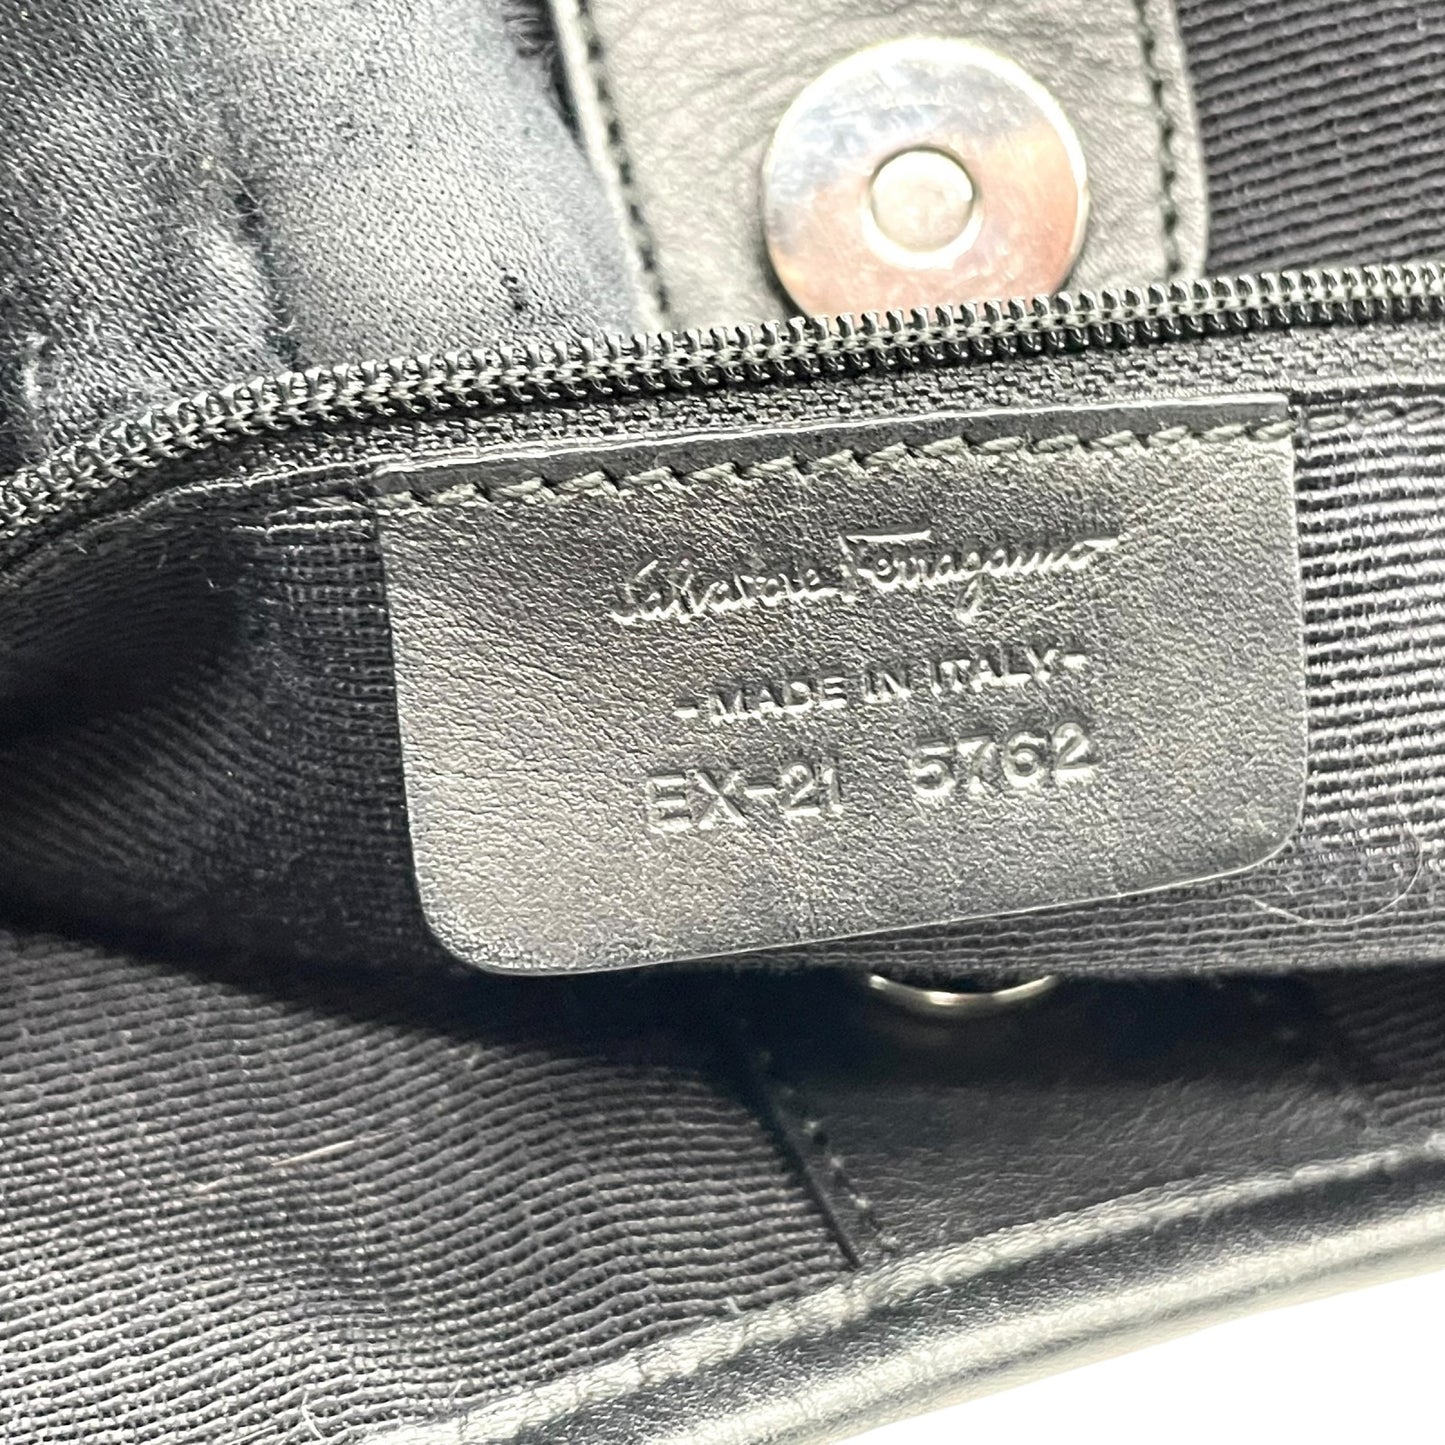 Salvatore Ferragamo
-MADE IN ITALY-
EX-21 5762